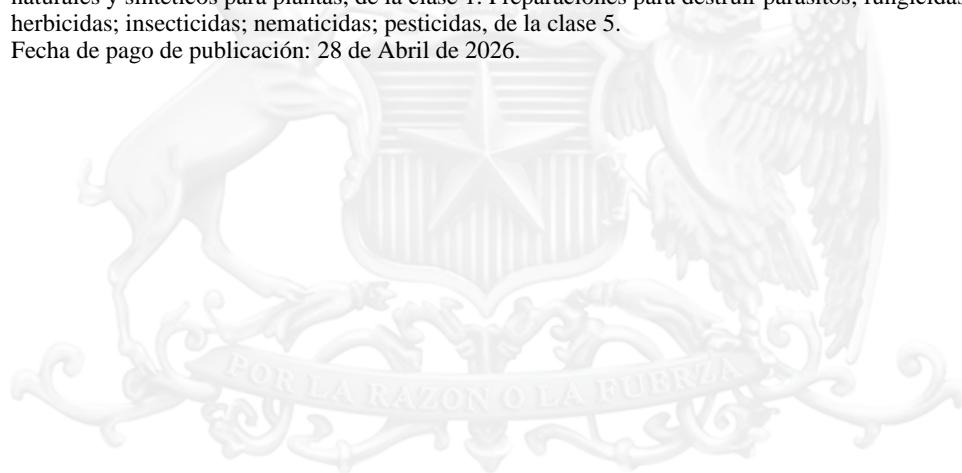 naturales y sintéticos para plantas, de la clase 1. Preparaciones para destruir parásitos; fungicidas
herbicidas; insecticidas; nematicidas; pesticidas, de la clase 5.
Fecha de pago de publicación: 28 de Abril de 2026.
POR LA RAZON O LA FUERZA